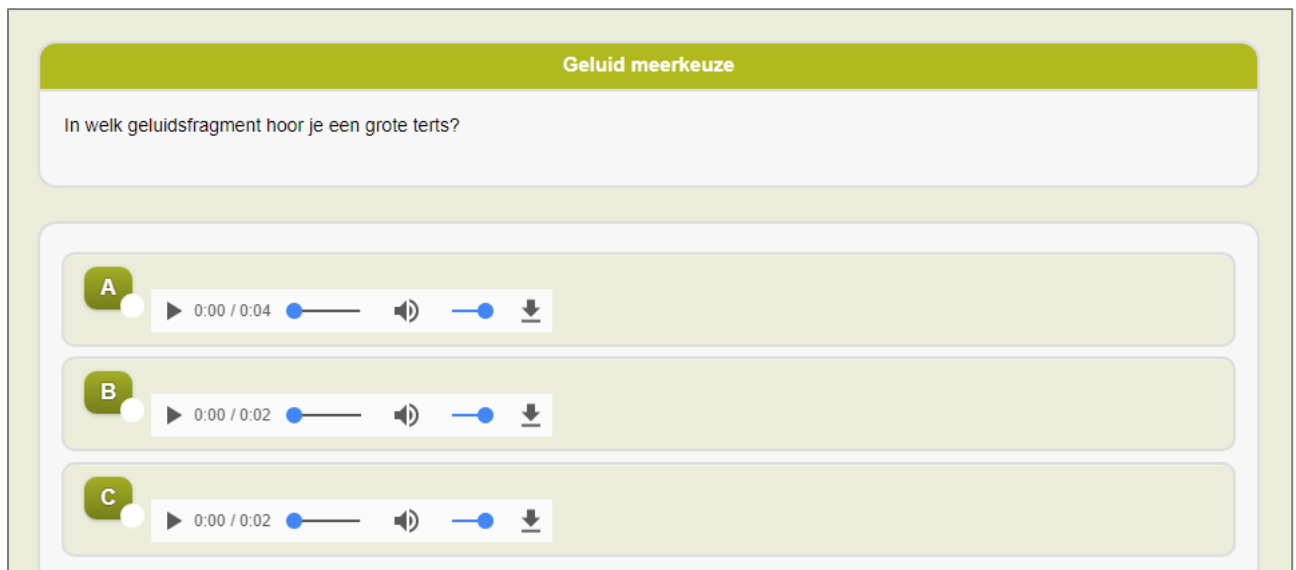 Geluid meerkeuze
In welk geluidsfragment hoor je een grote terts?
A
0:00 / 0:04
B
0:00 / 0:02
C
0:00 / 0:02